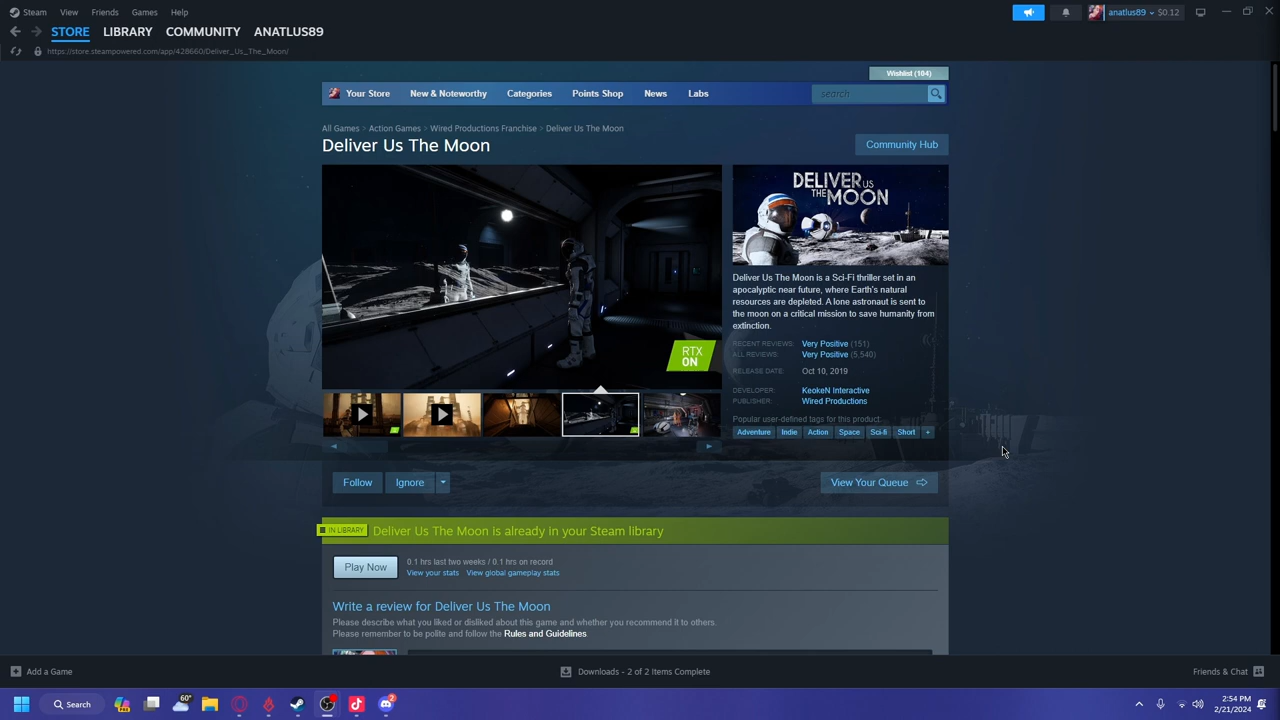 Steam View Friends Games Help
anatlus89 $0.12
STORE LIBRARY COMMUNITY ANATLUS89
https://store.steampowered.com/app/428660/Deliver_Us_The_Moon/
Wishlist (104)
Your Store New & Noteworthy Categories Points Shop News Labs search
All Games > Action Games > Wired Productions Franchise > Deliver Us The Moon
Deliver Us The Moon
Community Hub
RTX
ON
DELIVER US
THE MOON
Deliver Us The Moon is a Sci-Fi thriller set in an
apocalyptic near future, where Earth's natural
resources are depleted. A lone astronaut is sent to
the moon on a critical mission to save humanity from
extinction.
RECENT REVIEWS: Very Positive (151)
ALL REVIEWS: Very Positive (5,540)
RELEASE DATE: Oct 10, 2019
DEVELOPER: KeokeN Interactive
PUBLISHER: Wired Productions
Popular user-defined tags for this product:
Adventure Indie Action Space Sci-fi Short +
Follow Ignore View Your Queue
IN LIBRARY Deliver Us The Moon is already in your Steam library
Play Now
0.1 hrs last two weeks / 0.1 hrs on record
View your stats View global gameplay stats
Write a review for Deliver Us The Moon
Please describe what you liked or disliked about this game and whether you recommend it to others.
Please remember to be polite and follow the Rules and Guidelines.
Add a Game Downloads - 2 of 2 Items Complete Friends & Chat
Search 60° 2 2:54 PM
2/21/2024